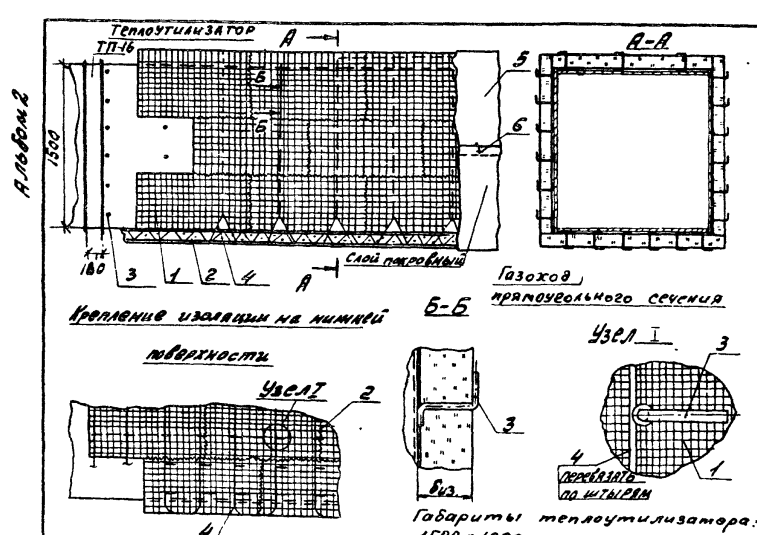 Альбом 2
Теплоутилизатор
ТП-16
А
А-А
Б
Б
5
6
1500
180
3
1
2
4
А
Слой покровный
Газоход
прямоугольного сечения
Крепление изоляции на нижней
поверхности
Б-Б
Узел I
Узел I
2
3
4
3
1
4
перевязать
по штырям
биз.
Габариты теплоутилизатора: